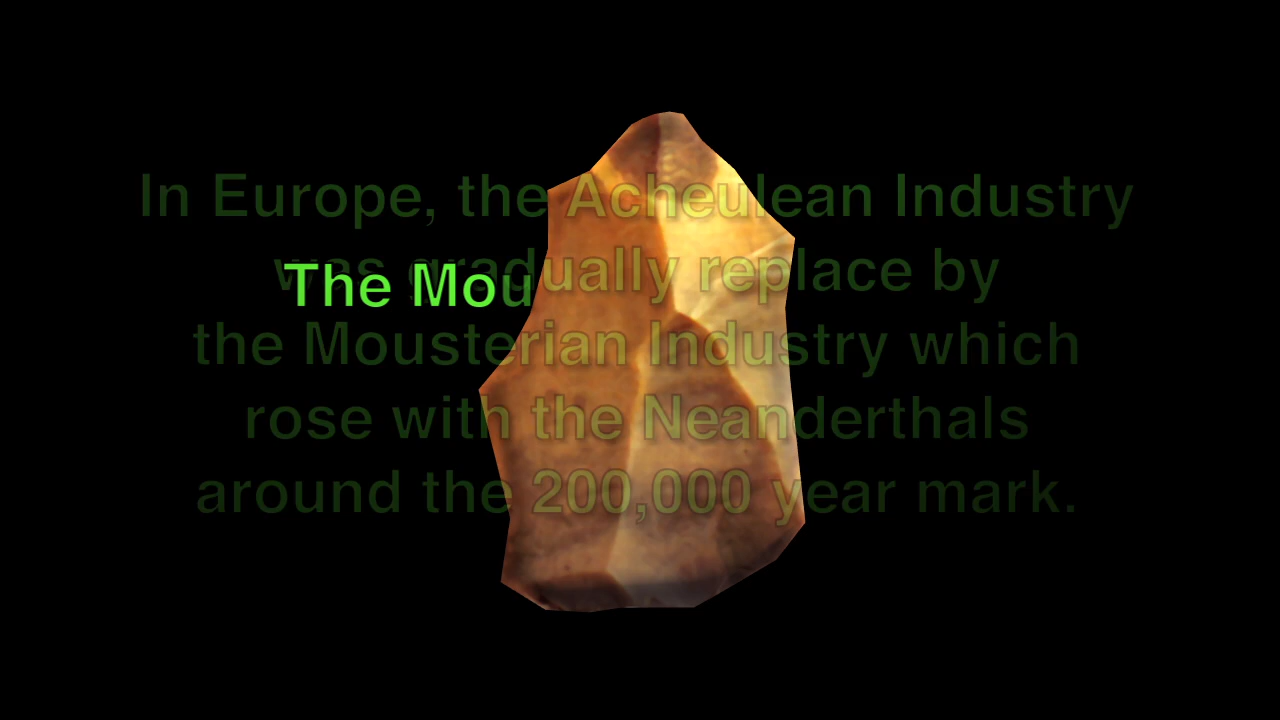 In Europe, the Acheulean Industry
was gradually replace by
The Mou
the Mousterian Industry which
rose with the Neanderthals
around the 200,000 year mark.